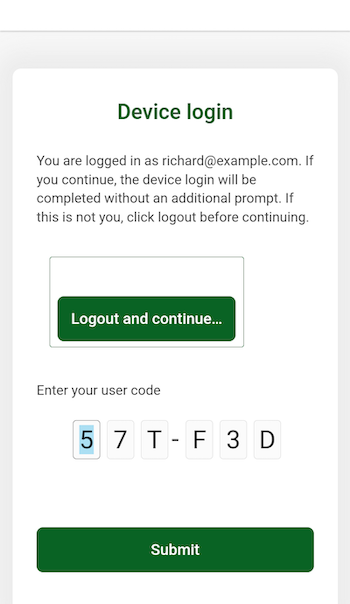 Device login
You are logged in as richard@example.com. If
you continue, the device login will be
completed without an additional prompt. If
this is not you, click logout before continuing.
Logout and continue...
Enter your user code
5 7 T - F 3 D
Submit